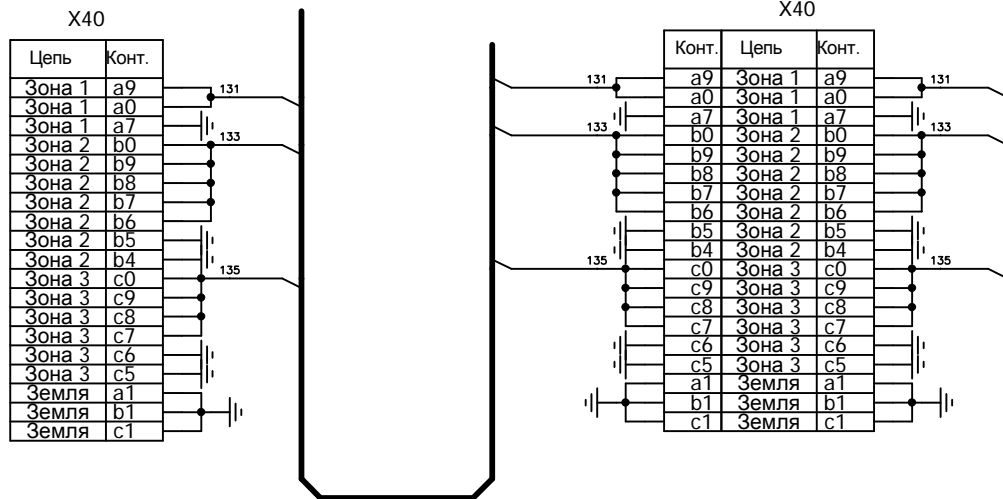 X40
Цепь Конт.
Зона 1 a9
Зона 1 a0
Зона 1 a7
Зона 2 b0
Зона 2 b9
Зона 2 b8
Зона 2 b7
Зона 2 b6
Зона 2 b5
Зона 2 b4
Зона 3 c0
Зона 3 c9
Зона 3 c8
Зона 3 c7
Зона 3 c6
Зона 3 c5
Земля a1
Земля b1
Земля c1
131
133
135
131
133
135
X40
Конт. Цепь Конт.
a9 Зона 1 a9
a0 Зона 1 a0
a7 Зона 1 a7
b0 Зона 2 b0
b9 Зона 2 b9
b8 Зона 2 b8
b7 Зона 2 b7
b6 Зона 2 b6
b5 Зона 2 b5
b4 Зона 2 b4
c0 Зона 3 c0
c9 Зона 3 c9
c8 Зона 3 c8
c7 Зона 3 c7
c6 Зона 3 c6
c5 Зона 3 c5
a1 Земля a1
b1 Земля b1
c1 Земля c1
131
133
135